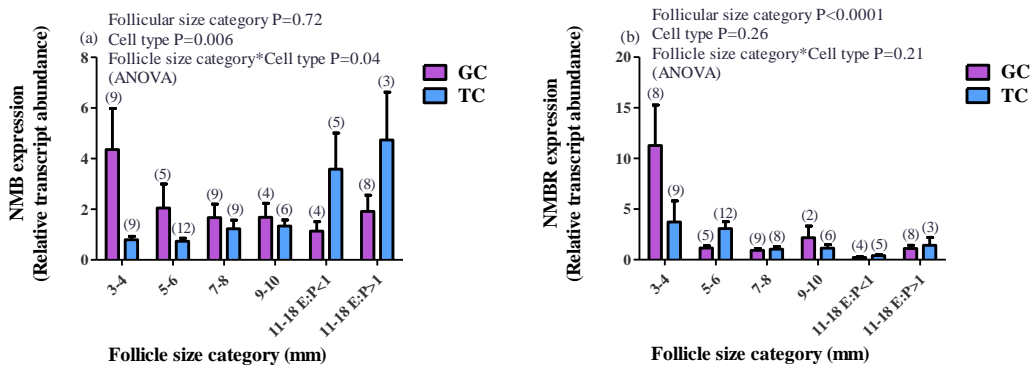 Follicular size category P=0.72
(a) Cell type P=0.006
Follicle size category*Cell type P=0.04
(ANOVA)
GC
TC
NMB expression
(Relative transcript abundance)
8
6
4
2
0
(9)
(9)
(5)
(12)
(9)
(9)
(4)
(6)
(4)
(5)
(8)
(3)
3-4
5-6
7-8
9-10
11-18 E:P<1
11-18 E:P>1
Follicle size category (mm)
Follicular size category P<0.0001
(b) Cell type P=0.26
Follicle size category*Cell type P=0.21
(ANOVA)
GC
TC
NMBR expression
(Relative transcript abundance)
20
15
10
5
0
(8)
(9)
(5)
(12)
(9)
(8)
(2)
(6)
(4)
(5)
(8)
(3)
3-4
5-6
7-8
9-10
11-18 E:P<1
11-18 E:P>1
Follicle size category (mm)